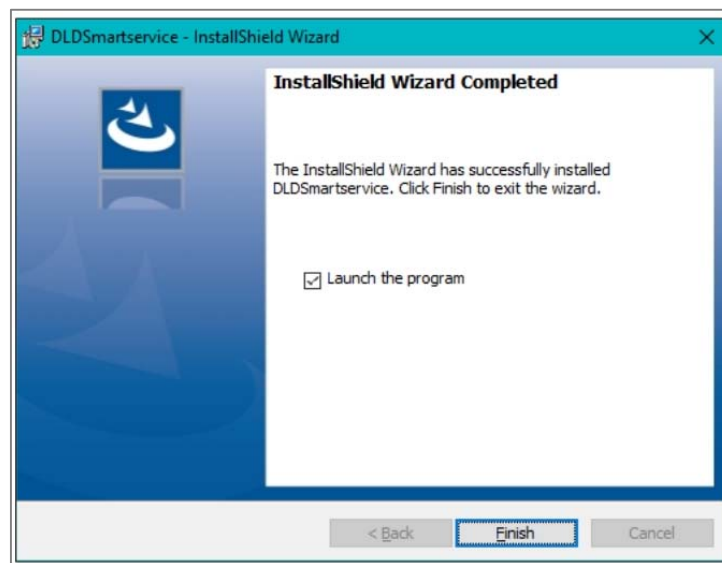 DLDSmartservice - InstallShield Wizard
InstallShield Wizard Completed
The InstallShield Wizard has successfully installed
DLDSmartservice. Click Finish to exit the wizard.
Launch the program
< Back
Finish
Cancel